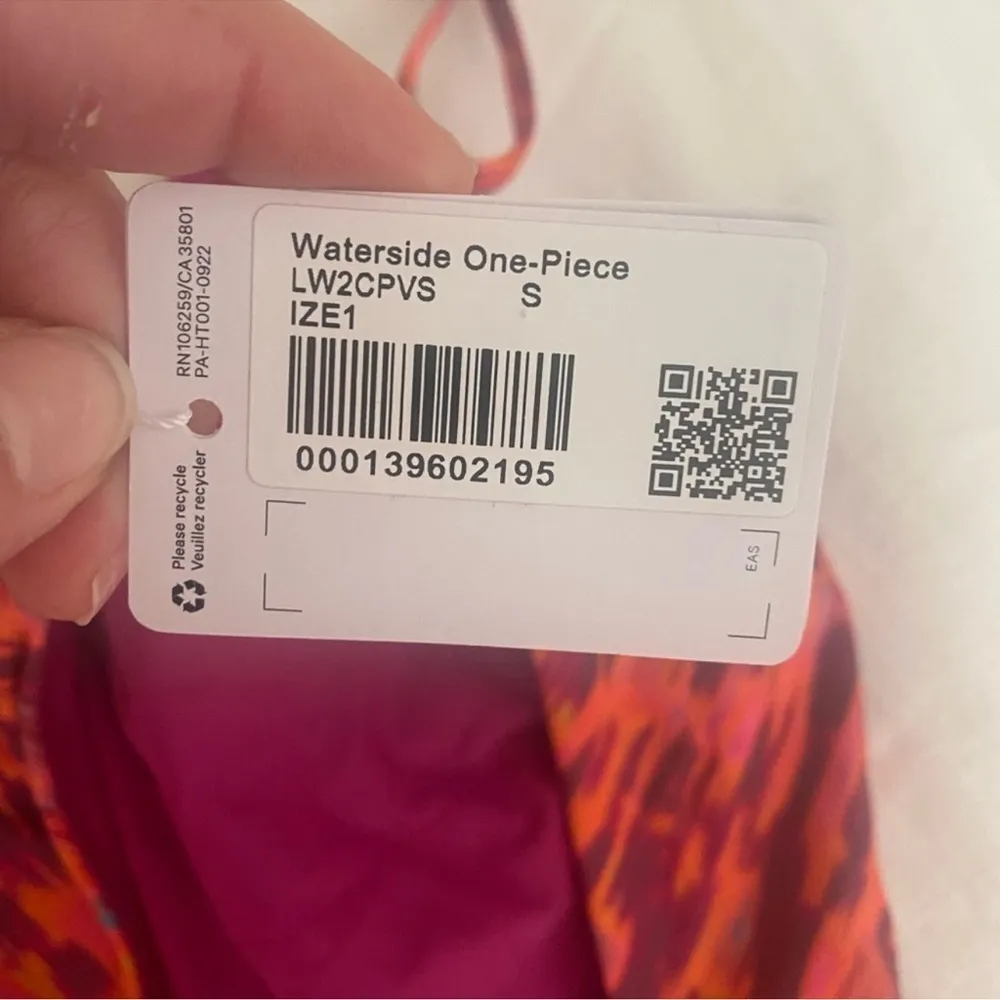 RN106259/CA35801
PA-HT001-0922
Please recycle
Veuillez recycler
Waterside One-Piece
LW2CPVS S
IZE1
000139602195
EAS